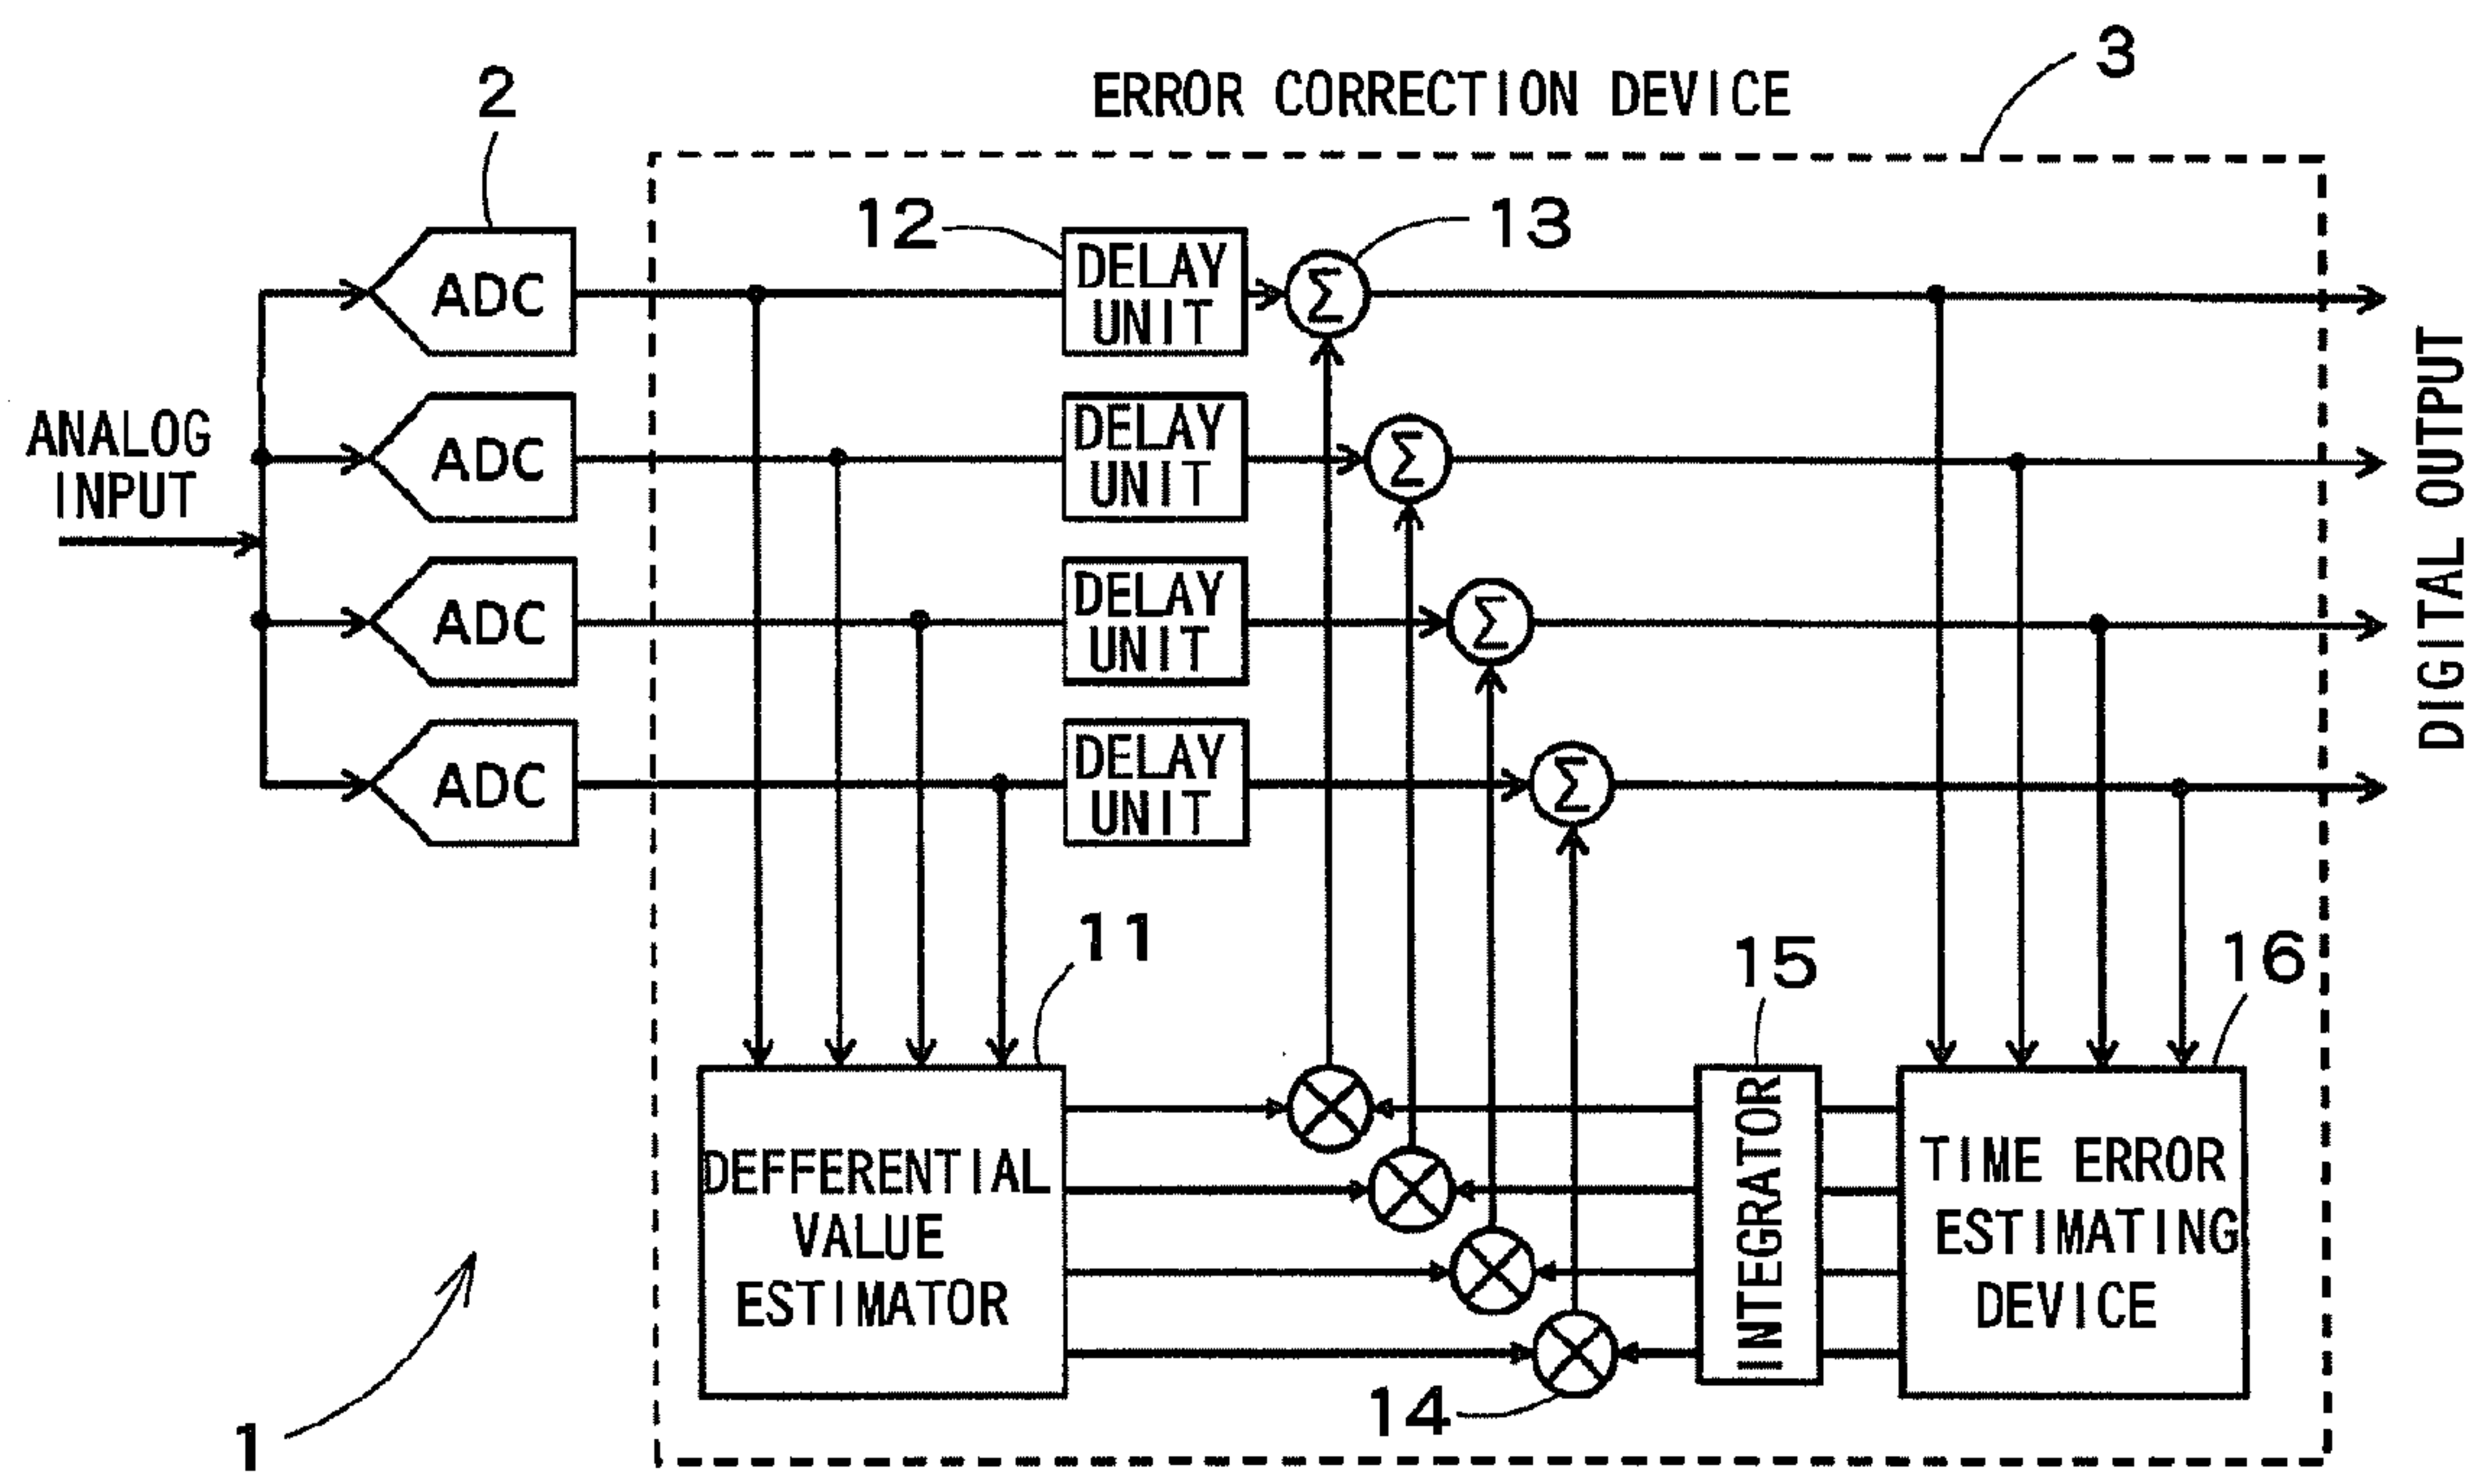 ERROR CORRECTION DEVICE
3
2
12
13
ADC
DELAY
UNIT
ANALOG
INPUT
ADC
DELAY
UNIT
ADC
DELAY
UNIT
ADC
DELAY
UNIT
DIGITAL OUTPUT
11
15
16
DEFFERENTIAL
VALUE
ESTIMATOR
INTEGRATOR
TIME ERROR
ESTIMATING
DEVICE
14
1
Σ
Σ
Σ
Σ